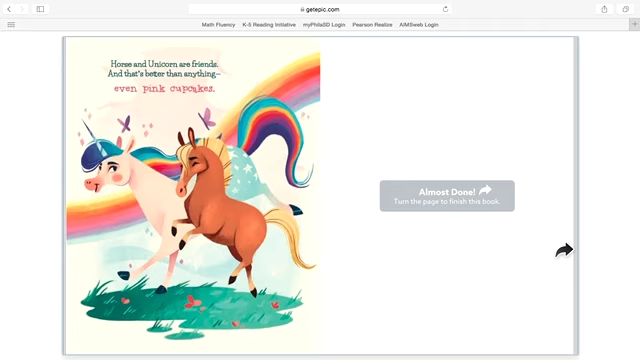 getepic.com
Math Fluency K-5 Reading Initiative myPhilaSD Login Pearson Realize AIMSweb Login
Horse and Unicorn are friends.
And that's better than anything—
even pink cupcakes.
Almost Done!
Turn the page to finish this book.